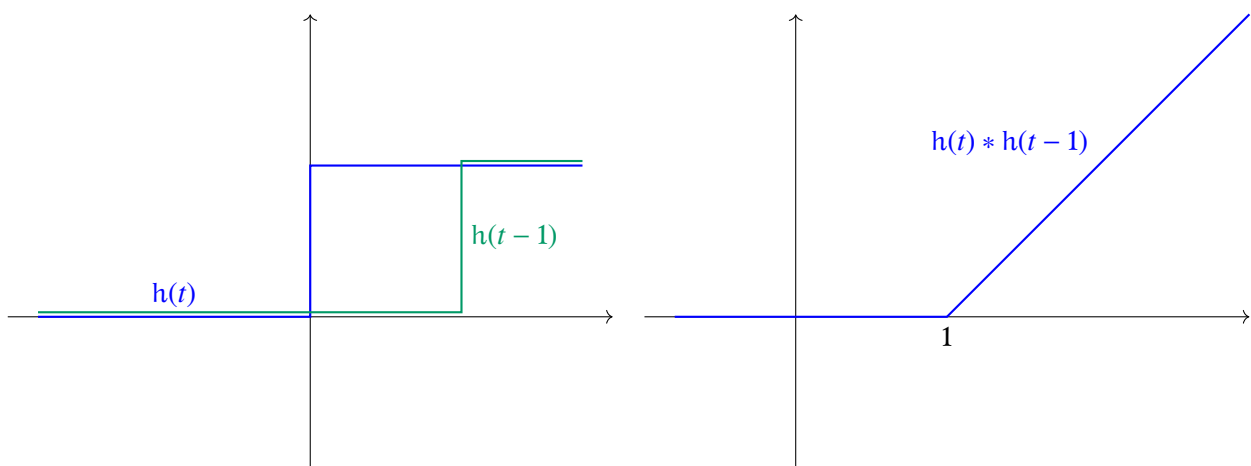 h(t)
h(t − 1)
h(t) ∗ h(t − 1)
1